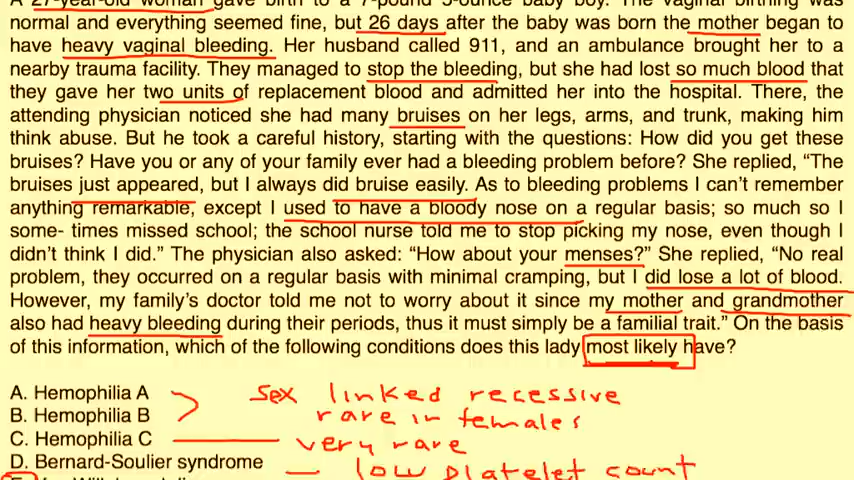 A 27-year-old woman gave birth to a 7-pound 5-ounce baby boy. The vaginal birthing was
normal and everything seemed fine, but 26 days after the baby was born the mother began to
have heavy vaginal bleeding. Her husband called 911, and an ambulance brought her to a
nearby trauma facility. They managed to stop the bleeding, but she had lost so much blood that
they gave her two units of replacement blood and admitted her into the hospital. There, the
attending physician noticed she had many bruises on her legs, arms, and trunk, making him
think abuse. But he took a careful history, starting with the questions: How did you get these
bruises? Have you or any of your family ever had a bleeding problem before? She replied, “The
bruises just appeared, but I always did bruise easily. As to bleeding problems I can’t remember
anything remarkable, except I used to have a bloody nose on a regular basis; so much so I
some- times missed school; the school nurse told me to stop picking my nose, even though I
didn’t think I did.” The physician also asked: “How about your menses?” She replied, “No real
problem, they occurred on a regular basis with minimal cramping, but I did lose a lot of blood.
However, my family’s doctor told me not to worry about it since my mother and grandmother
also had heavy bleeding during their periods, thus it must simply be a familial trait.” On the basis
of this information, which of the following conditions does this lady most likely have?
A. Hemophilia A
B. Hemophilia B
sex linked recessive
rare in females
C. Hemophilia C
very rare
D. Bernard-Soulier syndrome
low platelet count